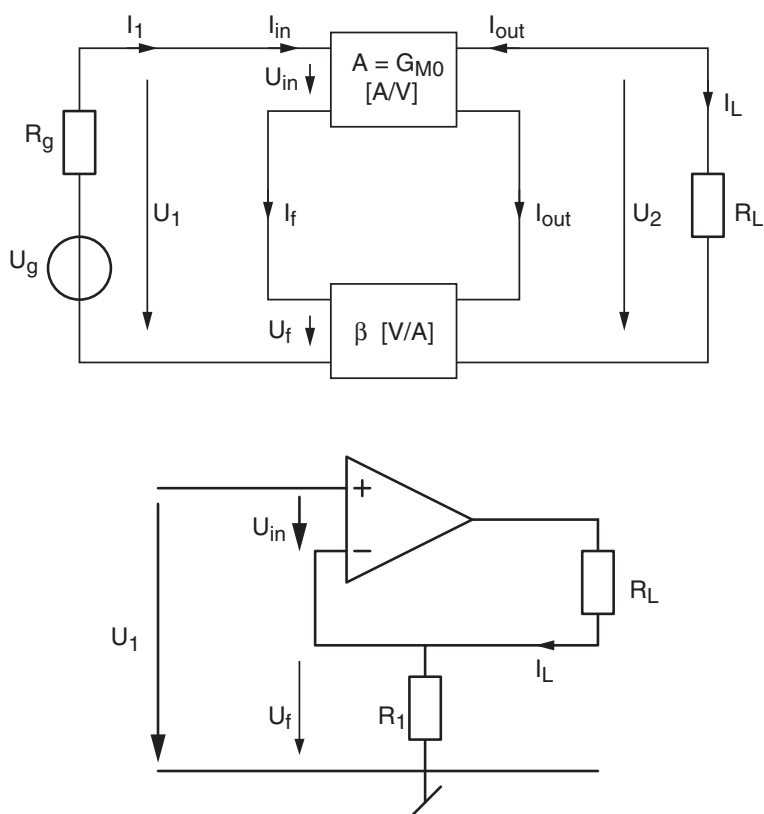 I1
Iin
Iout
A = GM0
[A/V]
Uin
IL
Rg
U1
If
Iout
U2
RL
Ug
Uf
β [V/A]
+
Uin
−
RL
U1
IL
Uf
R1